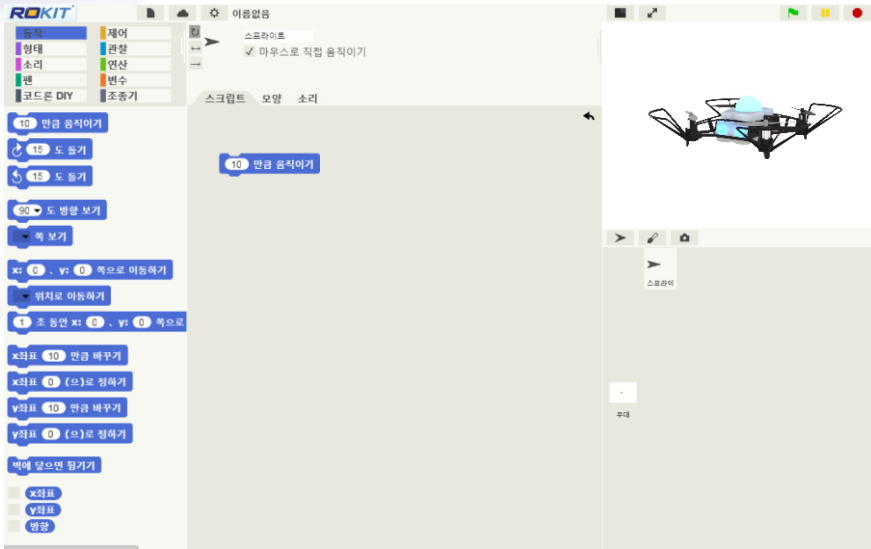 ROKIT
이름없음
동작 제어
형태 관찰
소리 연산
펜 변수
코드론 DIY 조종기
스프라이트
마우스로 직접 움직이기
스크립트 모양 소리
10 만큼 움직이기
15 도 돌기
15 도 돌기
90 도 방향 보기
쪽 보기
x: 0 、 y: 0 쪽으로 이동하기
위치로 이동하기
1 초 동안 x: 0 、 y: 0 쪽으로
x좌표 10 만큼 바꾸기
x좌표 0 (으)로 정하기
y좌표 10 만큼 바꾸기
y좌표 0 (으)로 정하기
벽에 닿으면 튕기기
x좌표
y좌표
방향
10 만큼 움직이기
스프라이
무대